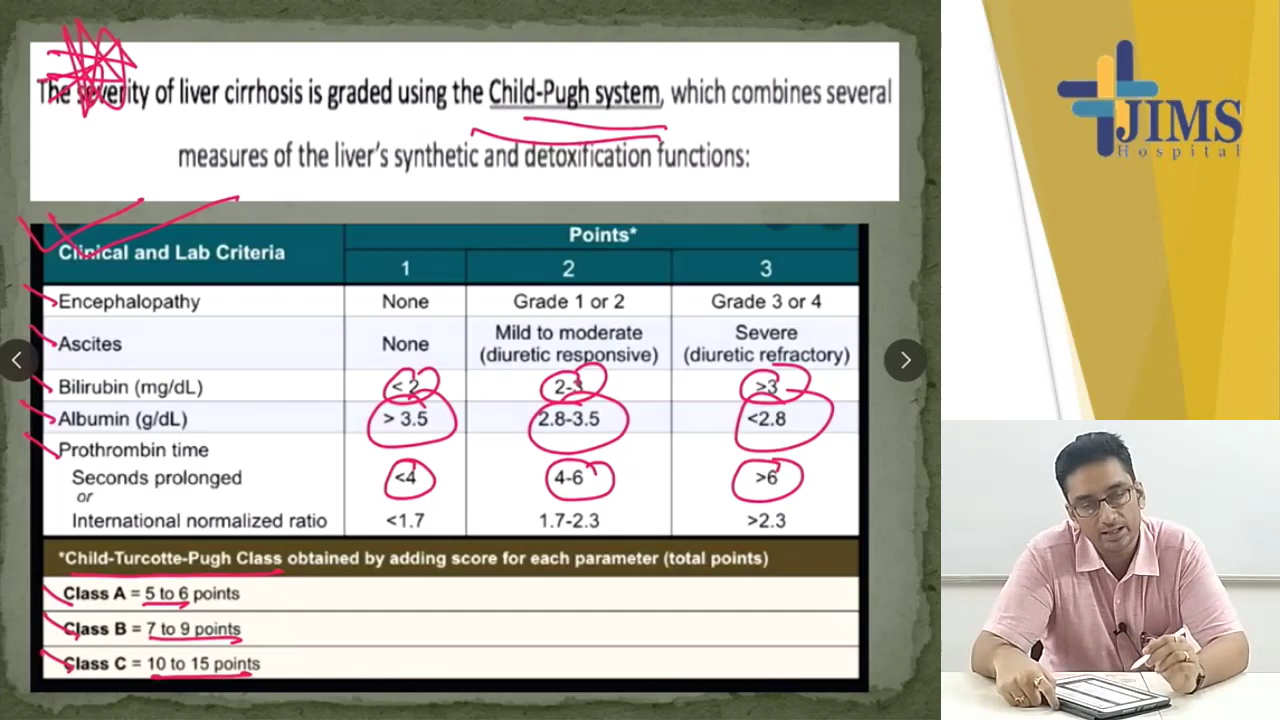 The severity of liver cirrhosis is graded using the Child-Pugh system, which combines several
measures of the liver's synthetic and detoxification functions:
JIMS
Hospital
Clinical and Lab Criteria
Points*
1 2 3
Encephalopathy None Grade 1 or 2 Grade 3 or 4
Ascites None Mild to moderate (diuretic responsive) Severe (diuretic refractory)
Bilirubin (mg/dL) < 2 2-3 >3
Albumin (g/dL) > 3.5 2.8-3.5 <2.8
Prothrombin time
Seconds prolonged <4 4-6 >6
or
International normalized ratio <1.7 1.7-2.3 >2.3
*Child-Turcotte-Pugh Class obtained by adding score for each parameter (total points)
Class A = 5 to 6 points
Class B = 7 to 9 points
Class C = 10 to 15 points